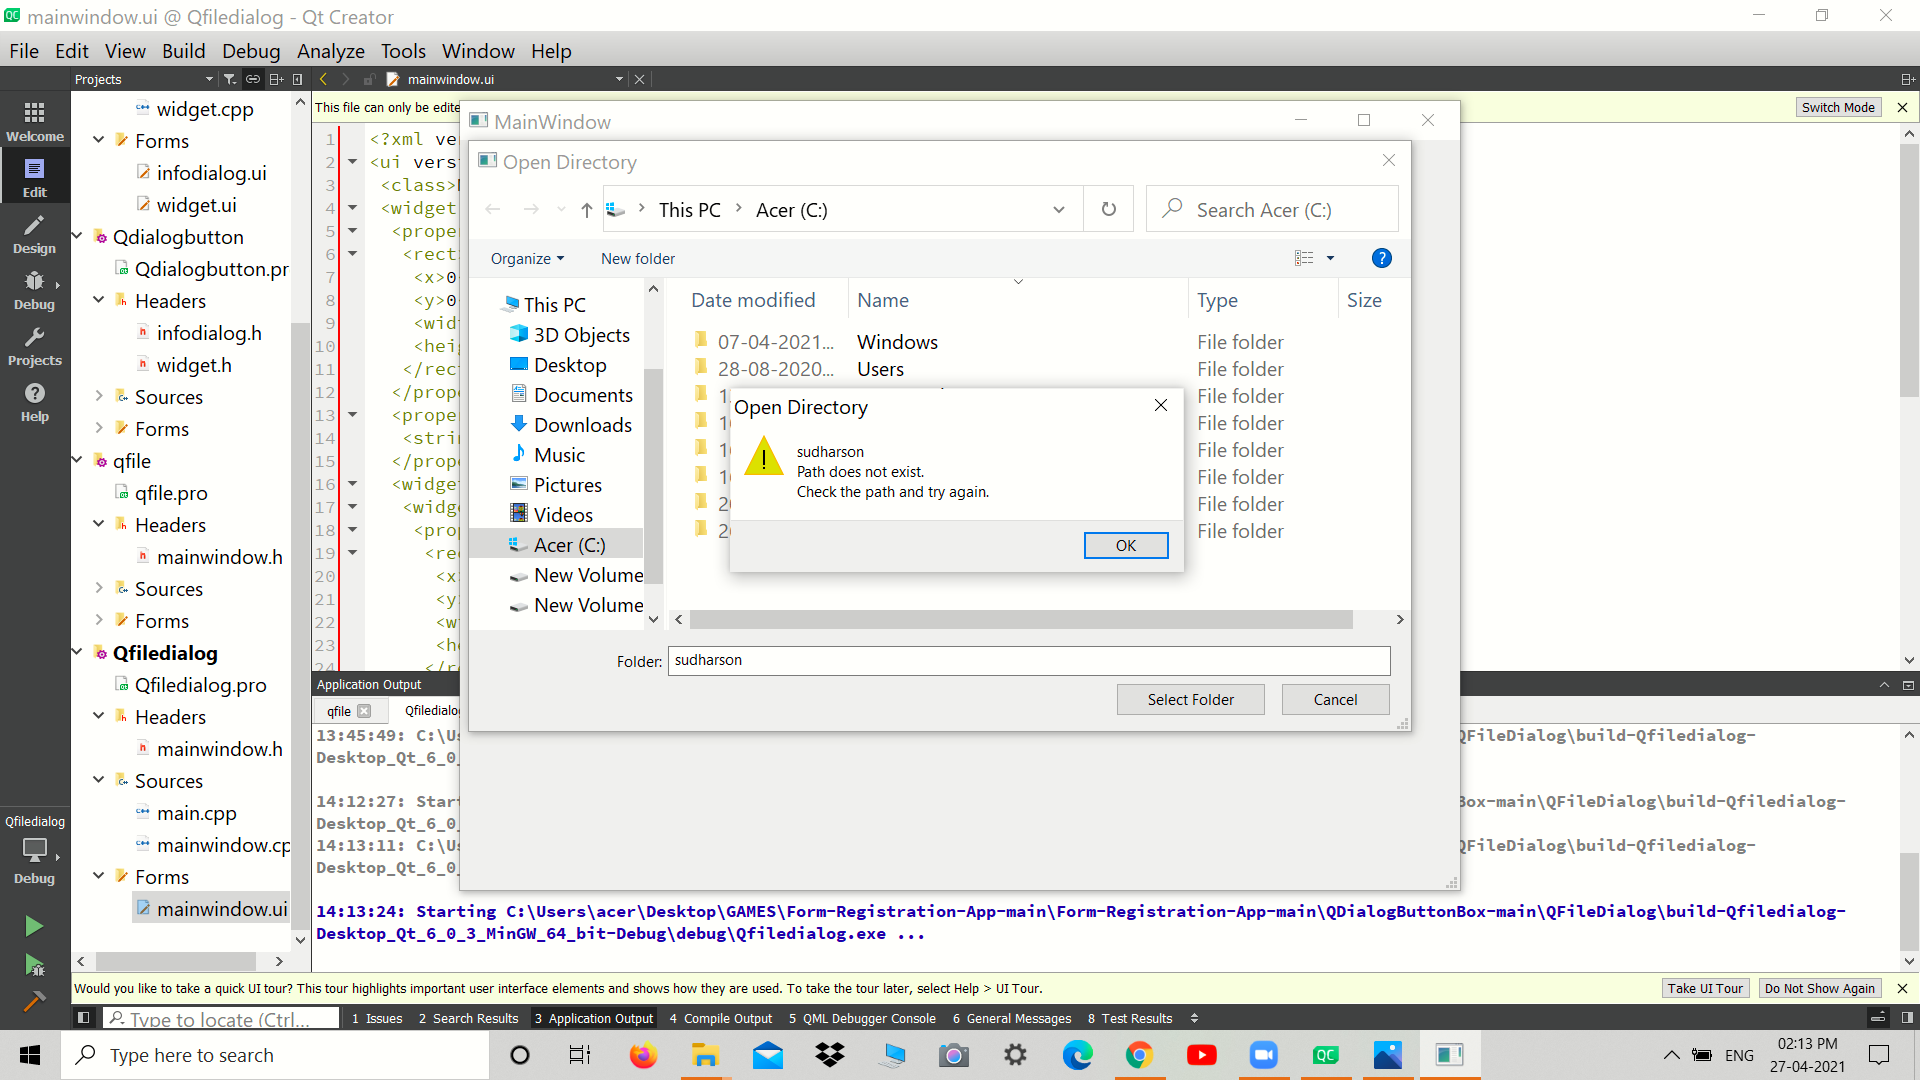 mainwindow.ui @ Qfiledialog - Qt Creator
File Edit View Build Debug Analyze Tools Window Help
Projects
mainwindow.ui
This file can only be edite
Switch Mode
Welcome
Edit
Design
Debug
Projects
Help
Qfiledialog
Debug
widget.cpp
Forms
infodialog.ui
widget.ui
Qdialogbutton
Qdialogbutton.pr
Headers
infodialog.h
widget.h
Sources
Forms
qfile
qfile.pro
Headers
mainwindow.h
Sources
Forms
Qfiledialog
Qfiledialog.pro
Headers
mainwindow.h
Sources
main.cpp
mainwindow.cp
Forms
mainwindow.ui
1 <?xml ve
2 <ui vers
3 <class>
4 <widget
5 <proper
6 <rect
7 <x>0
8 <y>0
9 <wid
10 <hei
11 </rect
12 </prope
13 <proper
14 <strin
15 </prope
16 <widget
17 <widge
18 <prop
19 <rec
20 <x
21 <y
22 <w
23 <he
24 </re
MainWindow
Open Directory
This PC > Acer (C:)
Search Acer (C:)
Organize New folder
This PC
3D Objects
Desktop
Documents
Downloads
Music
Pictures
Videos
Acer (C:)
New Volume
New Volume
Date modified Name Type Size
07-04-2021... Windows File folder
28-08-2020... Users File folder
File folder
File folder
File folder
File folder
File folder
File folder
Open Directory
sudharson
Path does not exist.
Check the path and try again.
OK
Folder: sudharson
Select Folder Cancel
Application Output
qfile Qfiledialo
13:45:49: C:\U QFileDialog\build-Qfiledialog-
Desktop_Qt_6_0_
14:12:27: Star Box-main\QFileDialog\build-Qfiledialog-
Desktop_Qt_6_0_
14:13:11: C:\U QFileDialog\build-Qfiledialog-
Desktop_Qt_6_0_
14:13:24: Starting C:\Users\acer\Desktop\GAMES\Form-Registration-App-main\Form-Registration-App-main\QDialogButtonBox-main\QFileDialog\build-Qfiledialog-
Desktop_Qt_6_0_3_MinGW_64_bit-Debug\debug\Qfiledialog.exe ...
Would you like to take a quick UI tour? This tour highlights important user interface elements and shows how they are used. To take the tour later, select Help > UI Tour.
Take UI Tour Do Not Show Again
Type to locate (Ctrl...
1 Issues 2 Search Results 3 Application Output 4 Compile Output 5 QML Debugger Console 6 General Messages 8 Test Results
Type here to search
ENG
02:13 PM
27-04-2021